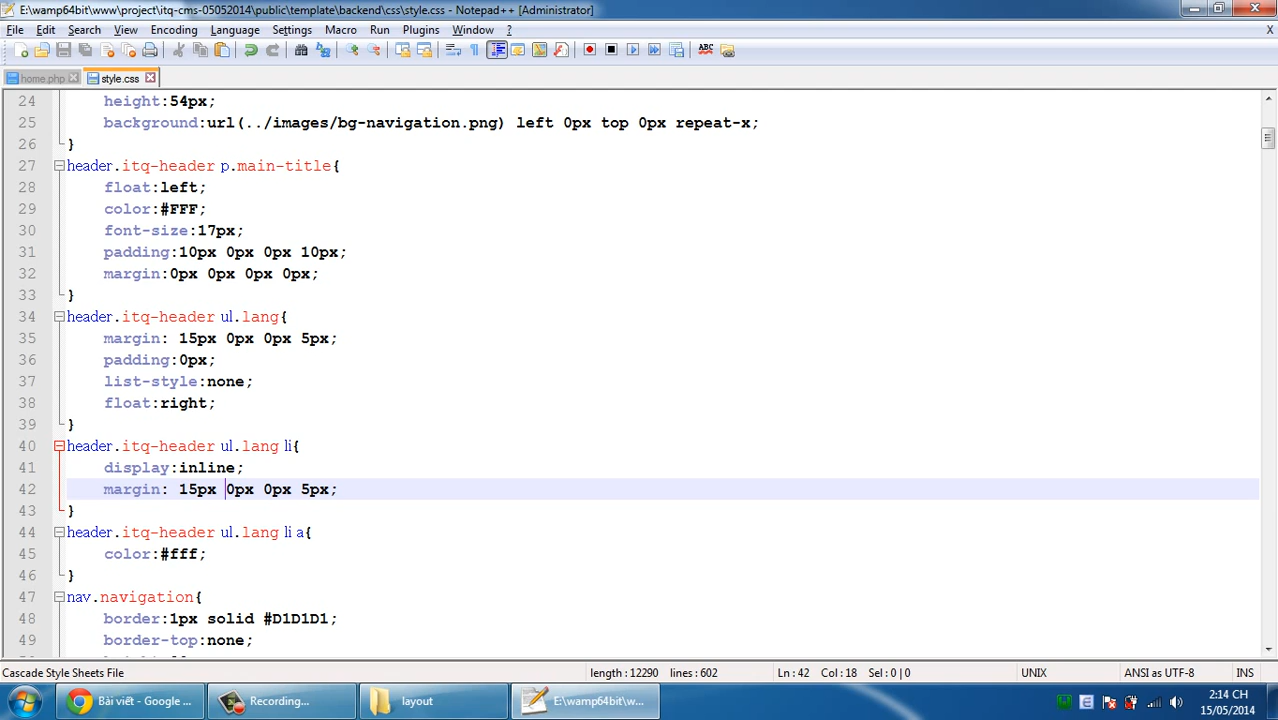 E:\wamp64bit\www\project\itq-cms-05052014\public\template\backend\css\style.css - Notepad++ [Administrator]
File Edit Search View Encoding Language Settings Macro Run Plugins Window ? X
home.php style.css
24 height:54px;
25 background:url(../images/bg-navigation.png) left 0px top 0px repeat-x;
26 }
27 header.itq-header p.main-title{
28 float:left;
29 color:#FFF;
30 font-size:17px;
31 padding:10px 0px 0px 10px;
32 margin:0px 0px 0px 0px;
33 }
34 header.itq-header ul.lang{
35 margin: 15px 0px 0px 5px;
36 padding:0px;
37 list-style:none;
38 float:right;
39 }
40 header.itq-header ul.lang li{
41 display:inline;
42 margin: 15px 0px 0px 5px;
43 }
44 header.itq-header ul.lang li a{
45 color:#fff;
46 }
47 nav.navigation{
48 border:1px solid #D1D1D1;
49 border-top:none;
Cascade Style Sheets File length : 12290 lines : 602 Ln : 42 Col : 18 Sel : 0 | 0 UNIX ANSI as UTF-8 INS
Bài viết - Google ... Recording... layout E:\wamp64bit\w... 2:14 CH
15/05/2014